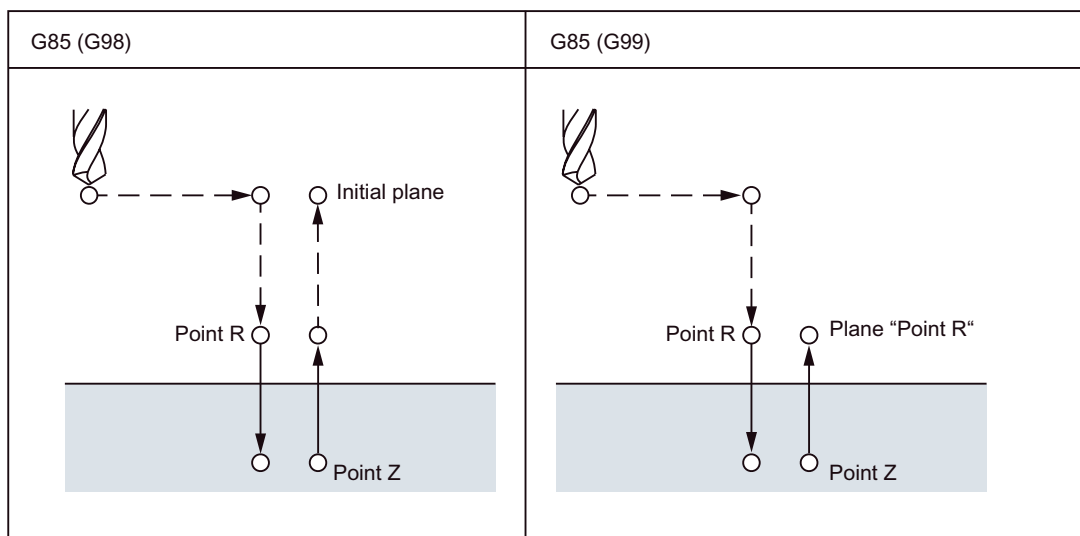 G85 (G98)
G85 (G99)
Initial plane
Point R
Point Z
Point R
Plane “Point R“
Point Z